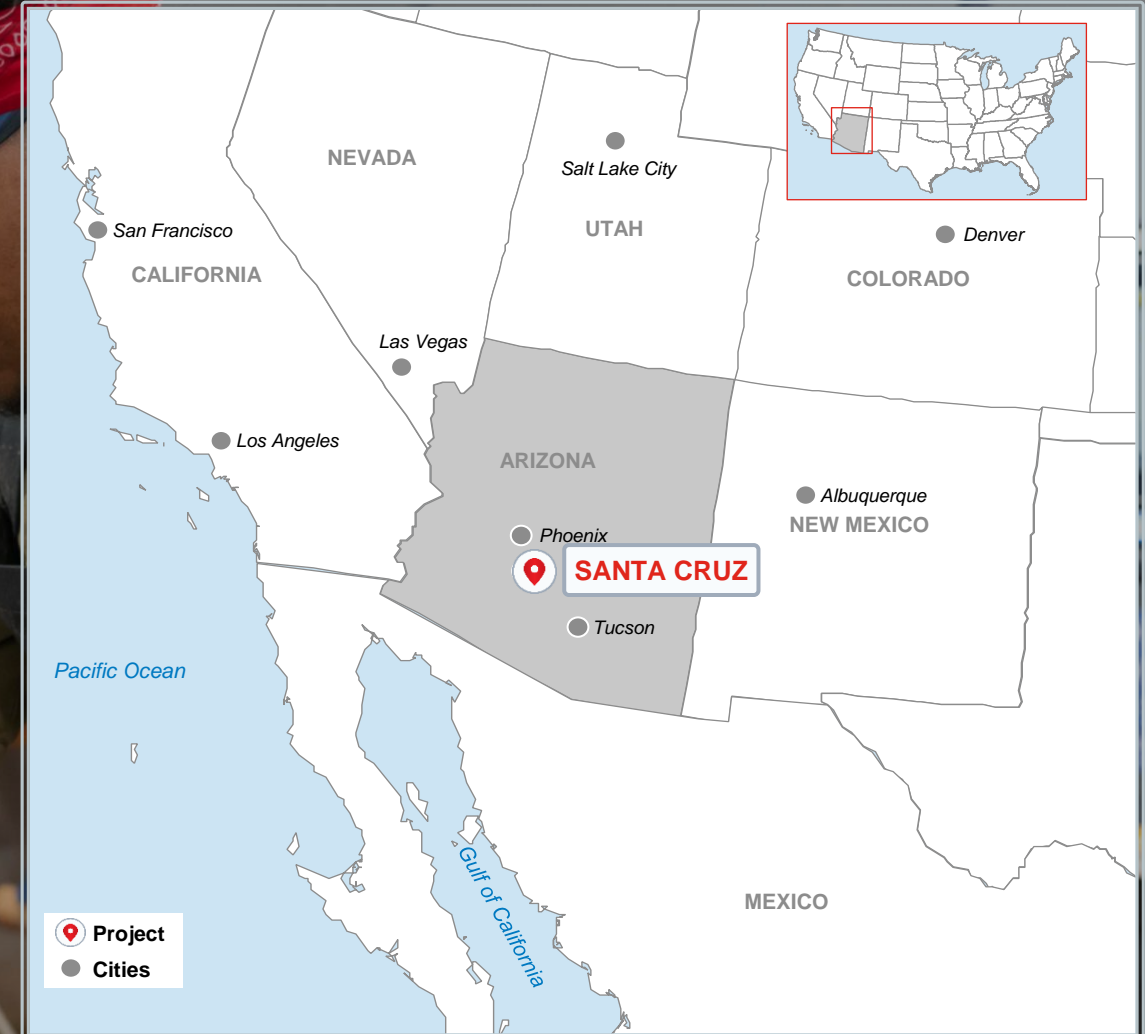 NEVADA
Salt Lake City
UTAH
San Francisco
Denver
CALIFORNIA
COLORADO
Las Vegas
Los Angeles
ARIZONA
Albuquerque
NEW MEXICO
Phoenix
SANTA CRUZ
Tucson
Pacific Ocean
Gulf of California
MEXICO
Project
Cities